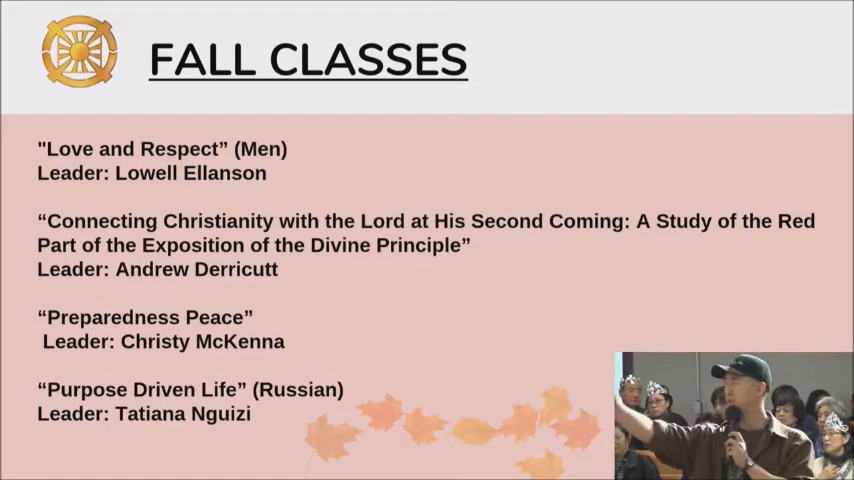 FALL CLASSES
"Love and Respect” (Men)
Leader: Lowell Ellanson
“Connecting Christianity with the Lord at His Second Coming: A Study of the Red
Part of the Exposition of the Divine Principle”
Leader: Andrew Derricutt
“Preparedness Peace”
Leader: Christy McKenna
“Purpose Driven Life” (Russian)
Leader: Tatiana Nguizi